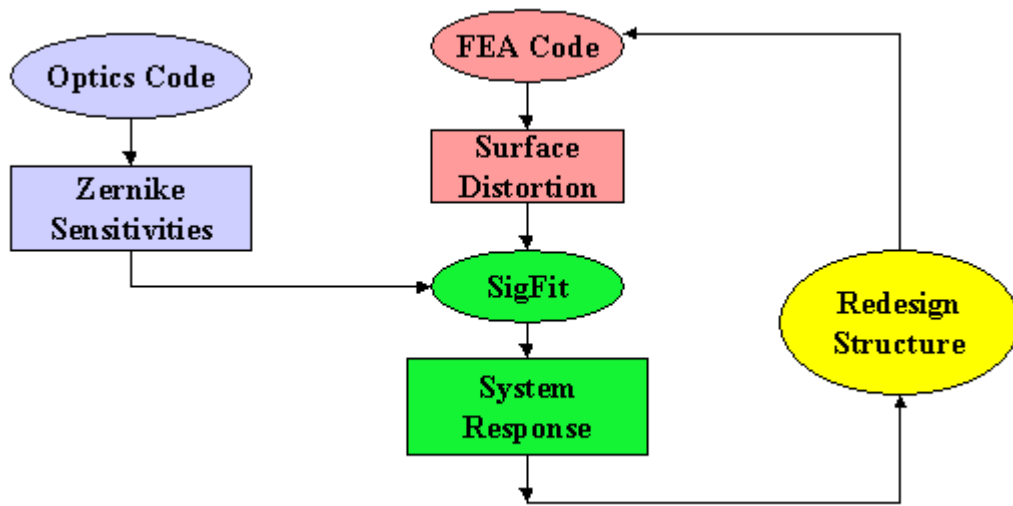 Optics Code
Zernike
Sensitivities
FEA Code
Surface
Distortion
SigFit
System
Response
Redesign
Structure